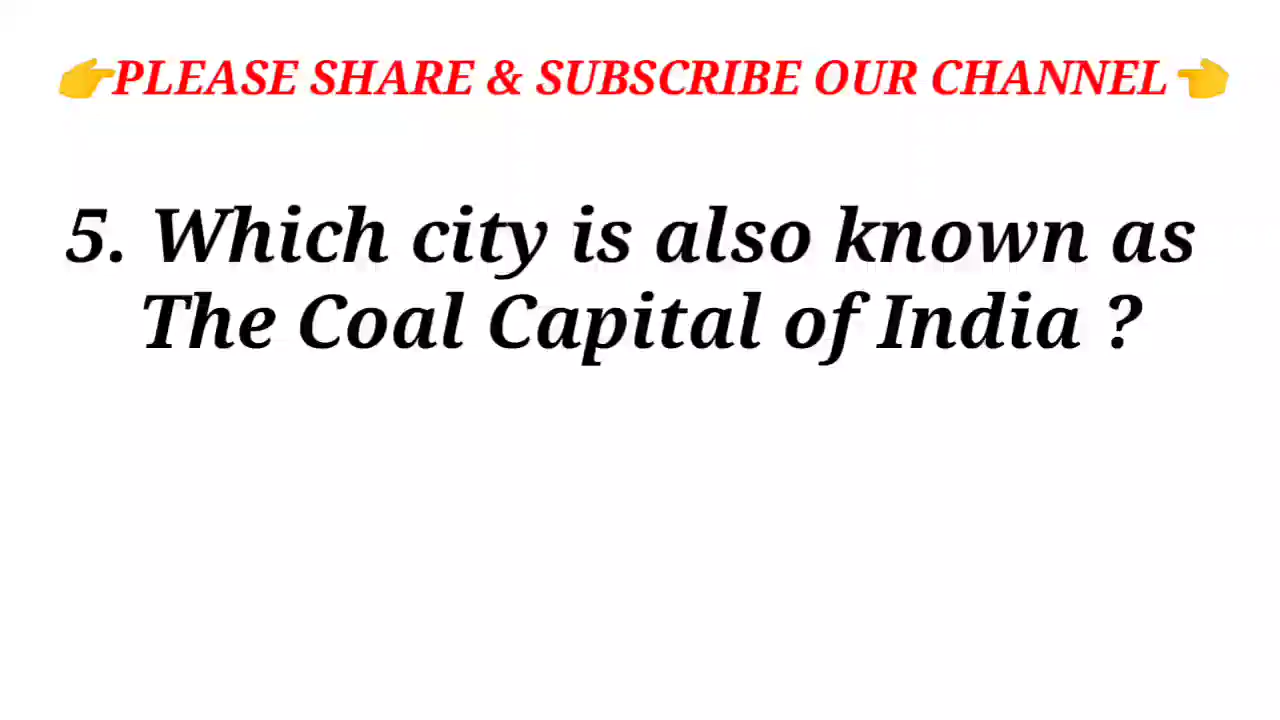 👉PLEASE SHARE & SUBSCRIBE OUR CHANNEL👈
5. Which city is also known as
The Coal Capital of India ?